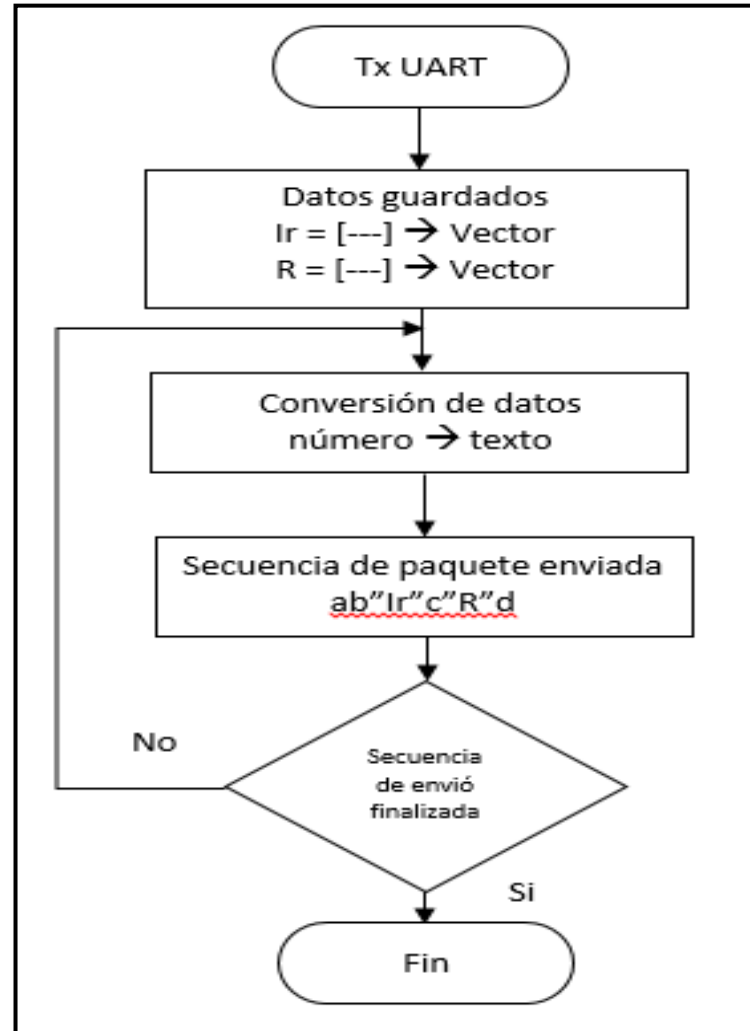 Tx UART
Datos guardados
Ir = [---] → Vector
R = [---] → Vector
Conversión de datos
número → texto
Secuencia de paquete enviada
ab”Ir”c”R”d
Secuencia
de envió
finalizada
No
Si
Fin